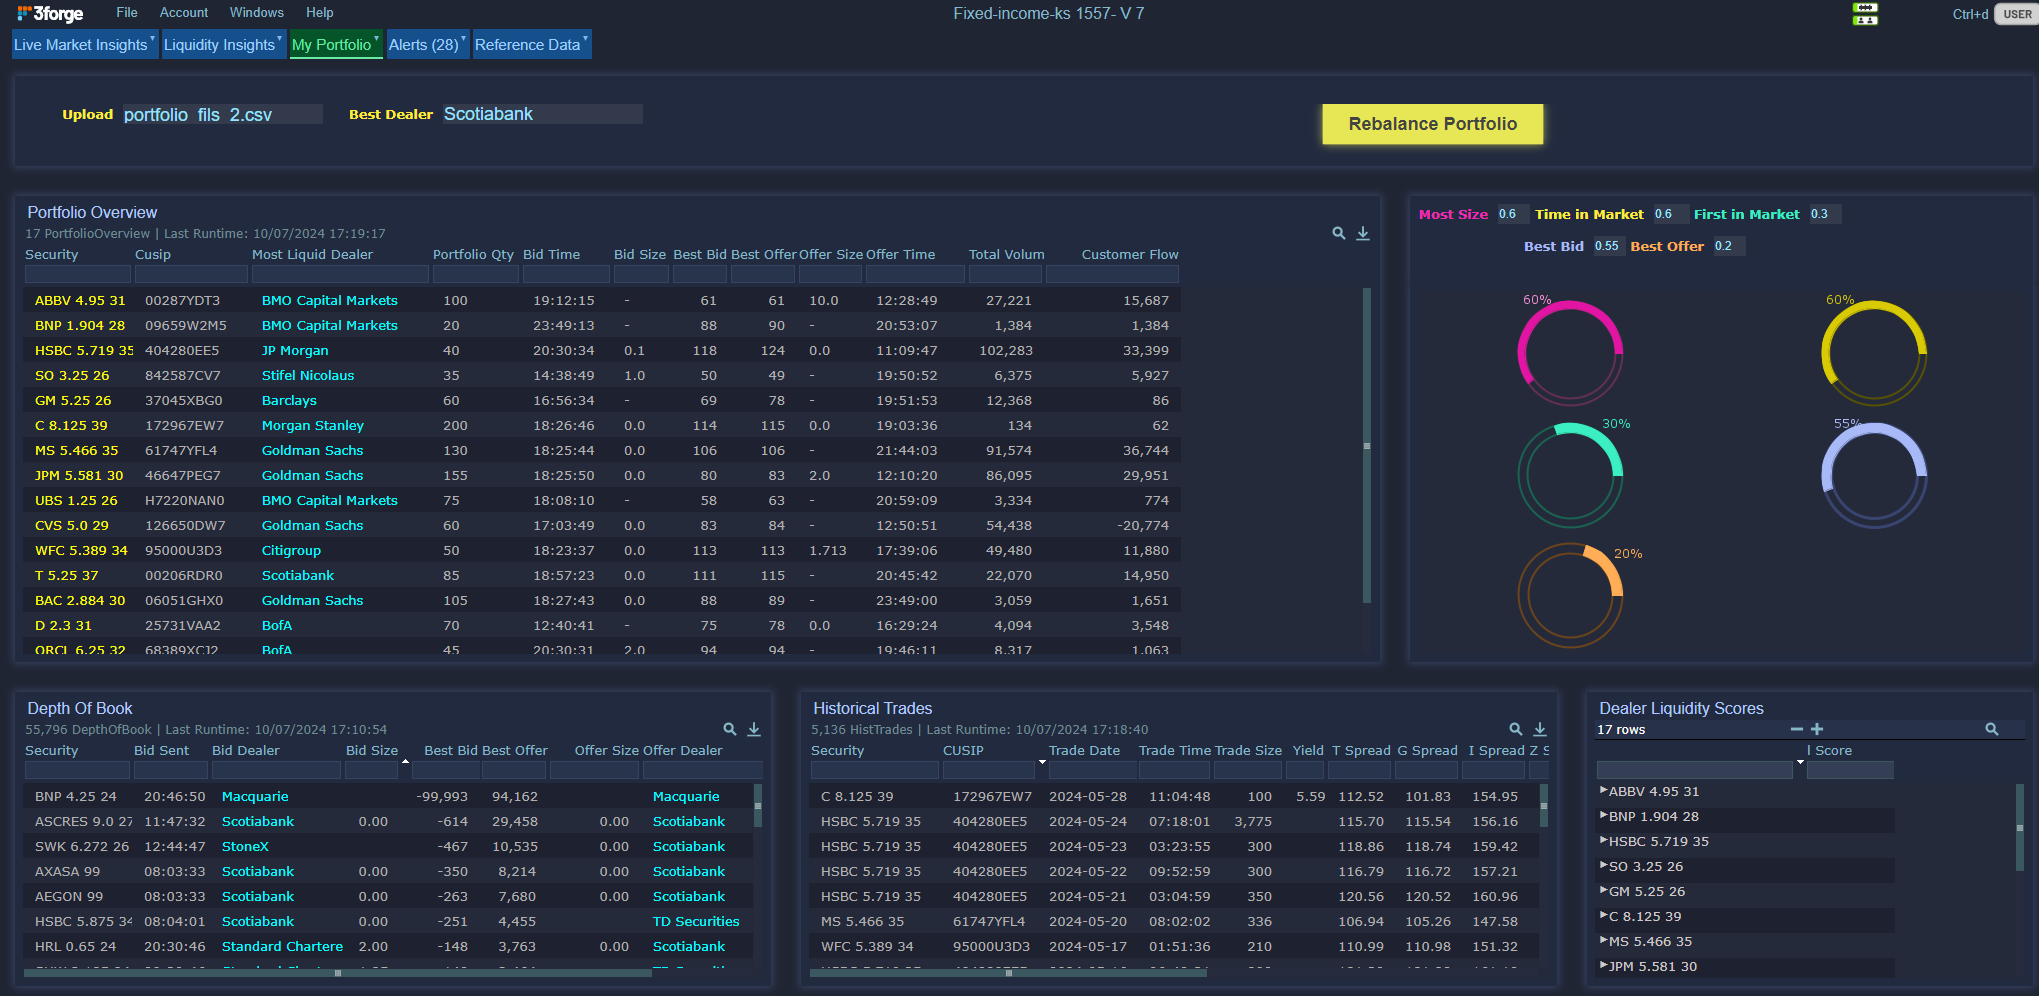 3forge File Account Windows Help Fixed-income-ks 1557- V 7 Ctrl+d USER
Live Market Insights Liquidity Insights My Portfolio Alerts (28) Reference Data
Upload portfolio_fils_2.csv Best Dealer Scotiabank Rebalance Portfolio
Portfolio Overview
17 PortfolioOverview | Last Runtime: 10/07/2024 17:19:17
Security Cusip Most Liquid Dealer Portfolio Qty Bid Time Bid Size Best Bid Best Offer Offer Size Offer Time Total Volum Customer Flow
ABBV 4.95 31 00287YDT3 BMO Capital Markets 100 19:12:15 - 61 61 10.0 12:28:49 27,221 15,687
BNP 1.904 28 09659W2M5 BMO Capital Markets 20 23:49:13 - 88 90 - 20:53:07 1,384 1,384
HSBC 5.719 35 404280EE5 JP Morgan 40 20:30:34 0.1 118 124 0.0 11:09:47 102,283 33,399
SO 3.25 26 842587CV7 Stifel Nicolaus 35 14:38:49 1.0 50 49 - 19:50:52 6,375 5,927
GM 5.25 26 37045XBG0 Barclays 60 16:56:34 - 69 78 - 19:51:53 12,368 86
C 8.125 39 172967EW7 Morgan Stanley 200 18:26:46 0.0 114 115 0.0 19:03:36 134 62
MS 5.466 35 61747YFL4 Goldman Sachs 130 18:25:44 0.0 106 106 - 21:44:03 91,574 36,744
JPM 5.581 30 46647PEG7 Goldman Sachs 155 18:25:50 0.0 80 83 2.0 12:10:20 86,095 29,951
UBS 1.25 26 H7220NAN0 BMO Capital Markets 75 18:08:10 - 58 63 - 20:59:09 3,334 774
CVS 5.0 29 126650DW7 Goldman Sachs 60 17:03:49 0.0 83 84 - 12:50:51 54,438 -20,774
WFC 5.389 34 95000U3D3 Citigroup 50 18:23:37 0.0 113 113 1.713 17:39:06 49,480 11,880
T 5.25 37 00206RDR0 Scotiabank 85 18:57:23 0.0 111 115 - 20:45:42 22,070 14,950
BAC 2.884 30 06051GHX0 Goldman Sachs 105 18:27:43 0.0 88 89 - 23:49:00 3,059 1,651
D 2.3 31 25731VAA2 BofA 70 12:40:41 - 75 78 0.0 16:29:24 4,094 3,548
ORCL 6.25 32 68389XCJ2 BofA 45 20:30:31 2.0 94 94 - 19:46:11 8,317 1,063
Most Size 0.6 Time in Market 0.6 First in Market 0.3
Best Bid 0.55 Best Offer 0.2
60% 60%
30% 55%
20%
Depth Of Book
55,796 DepthOfBook | Last Runtime: 10/07/2024 17:10:54
Security Bid Sent Bid Dealer Bid Size Best Bid Best Offer Offer Size Offer Dealer
BNP 4.25 24 20:46:50 Macquarie -99,993 94,162 Macquarie
ASCRES 9.0 27 11:47:32 Scotiabank 0.00 -614 29,458 0.00 Scotiabank
SWK 6.272 26 12:44:47 StoneX -467 10,535 0.00 Scotiabank
AXASA 99 08:03:33 Scotiabank 0.00 -350 8,214 0.00 Scotiabank
AEGON 99 08:03:33 Scotiabank 0.00 -263 7,680 0.00 Scotiabank
HSBC 5.875 34 08:04:01 Scotiabank 0.00 -251 4,455 TD Securities
HRL 0.65 24 20:30:46 Standard Chartere 2.00 -148 3,763 0.00 Scotiabank
Historical Trades
5,136 HistTrades | Last Runtime: 10/07/2024 17:18:40
Security CUSIP Trade Date Trade Time Trade Size Yield T Spread G Spread I Spread Z S
C 8.125 39 172967EW7 2024-05-28 11:04:48 100 5.59 112.52 101.83 154.95
HSBC 5.719 35 404280EE5 2024-05-24 07:18:01 3,775 115.70 115.54 156.16
HSBC 5.719 35 404280EE5 2024-05-23 03:23:55 300 118.86 118.74 159.42
HSBC 5.719 35 404280EE5 2024-05-22 09:52:59 300 116.79 116.72 157.21
HSBC 5.719 35 404280EE5 2024-05-21 03:04:59 350 120.56 120.52 160.96
MS 5.466 35 61747YFL4 2024-05-20 08:02:02 336 106.94 105.26 147.58
WFC 5.389 34 95000U3D3 2024-05-17 01:51:36 210 110.99 110.98 151.32
Dealer Liquidity Scores
17 rows
l Score
ABBV 4.95 31
BNP 1.904 28
HSBC 5.719 35
SO 3.25 26
GM 5.25 26
C 8.125 39
MS 5.466 35
JPM 5.581 30